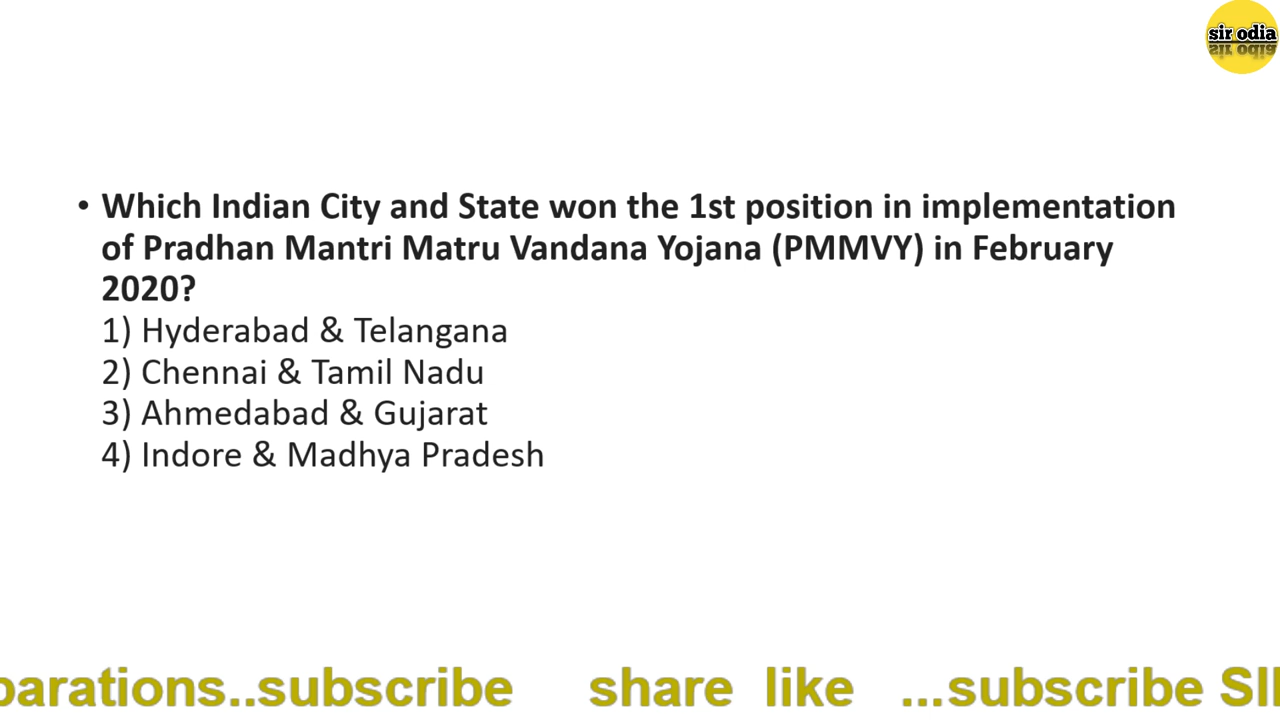 sir odia
• Which Indian City and State won the 1st position in implementation
of Pradhan Mantri Matru Vandana Yojana (PMMVY) in February
2020?
1) Hyderabad & Telangana
2) Chennai & Tamil Nadu
3) Ahmedabad & Gujarat
4) Indore & Madhya Pradesh
parations..subscribe share like ...subscribe SI